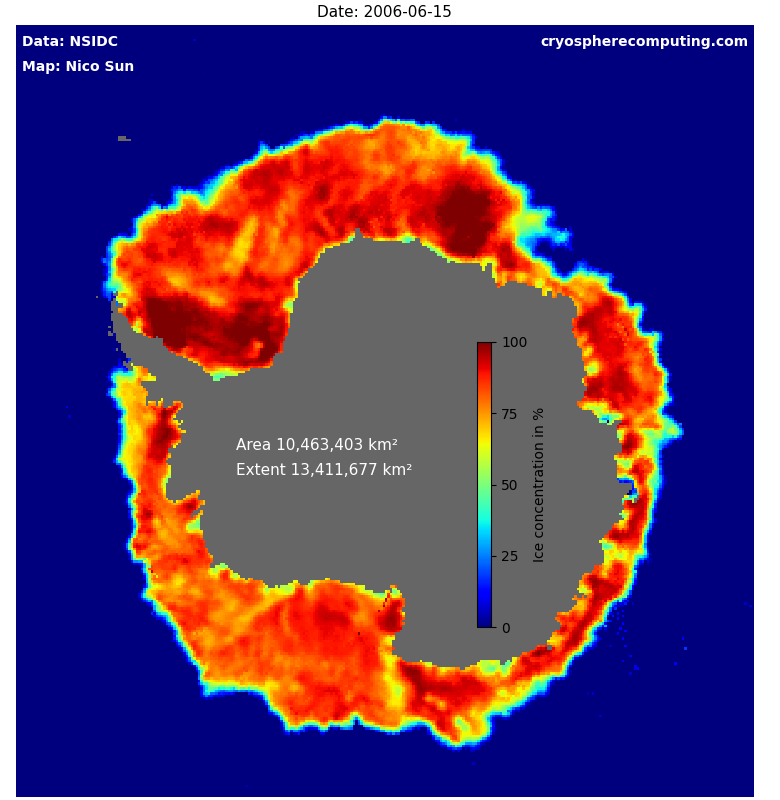 Date: 2006-06-15
Data: NSIDC
cryospherecomputing.com
Map: Nico Sun
100
75
50
25
0
Ice concentration in %
Area 10,463,403 km²
Extent 13,411,677 km²